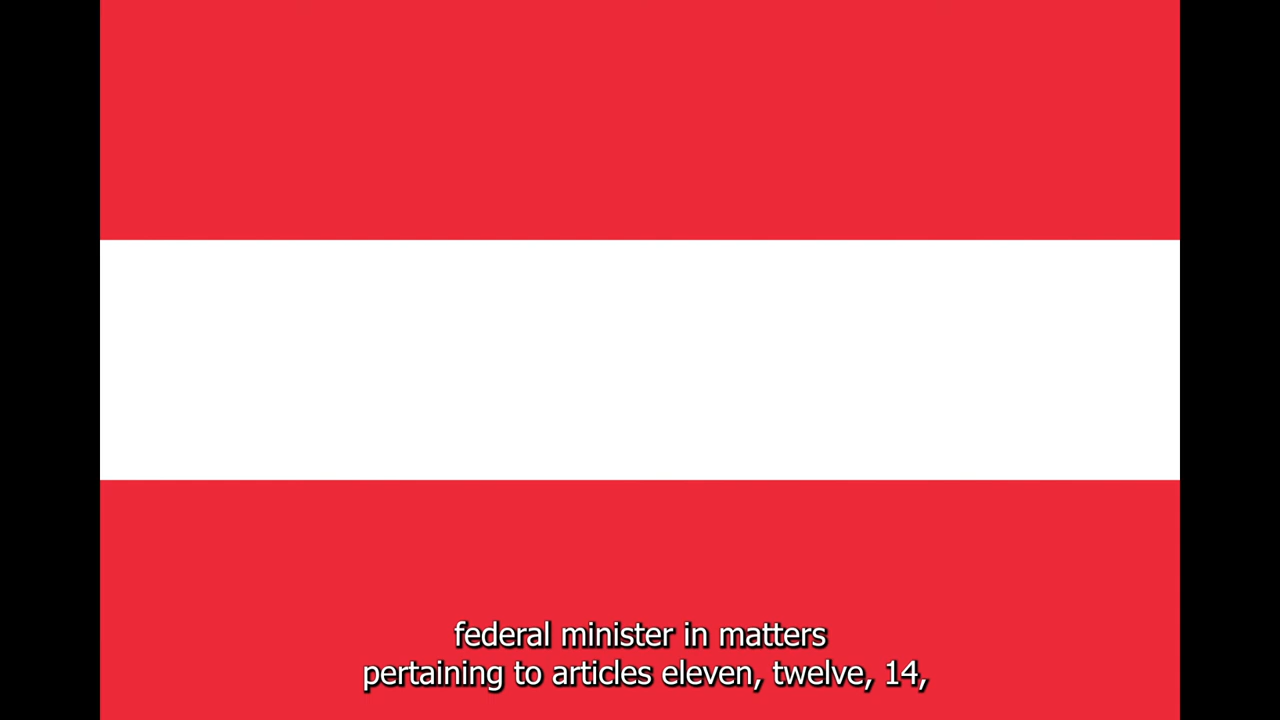 federal minister in matters
pertaining to articles eleven, twelve, 14,